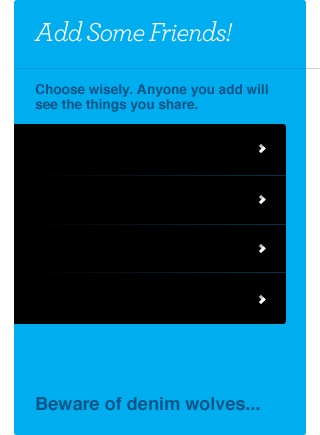 Add Some Friends!
Choose wisely. Anyone you add will
see the things you share.
Beware of denim wolves...